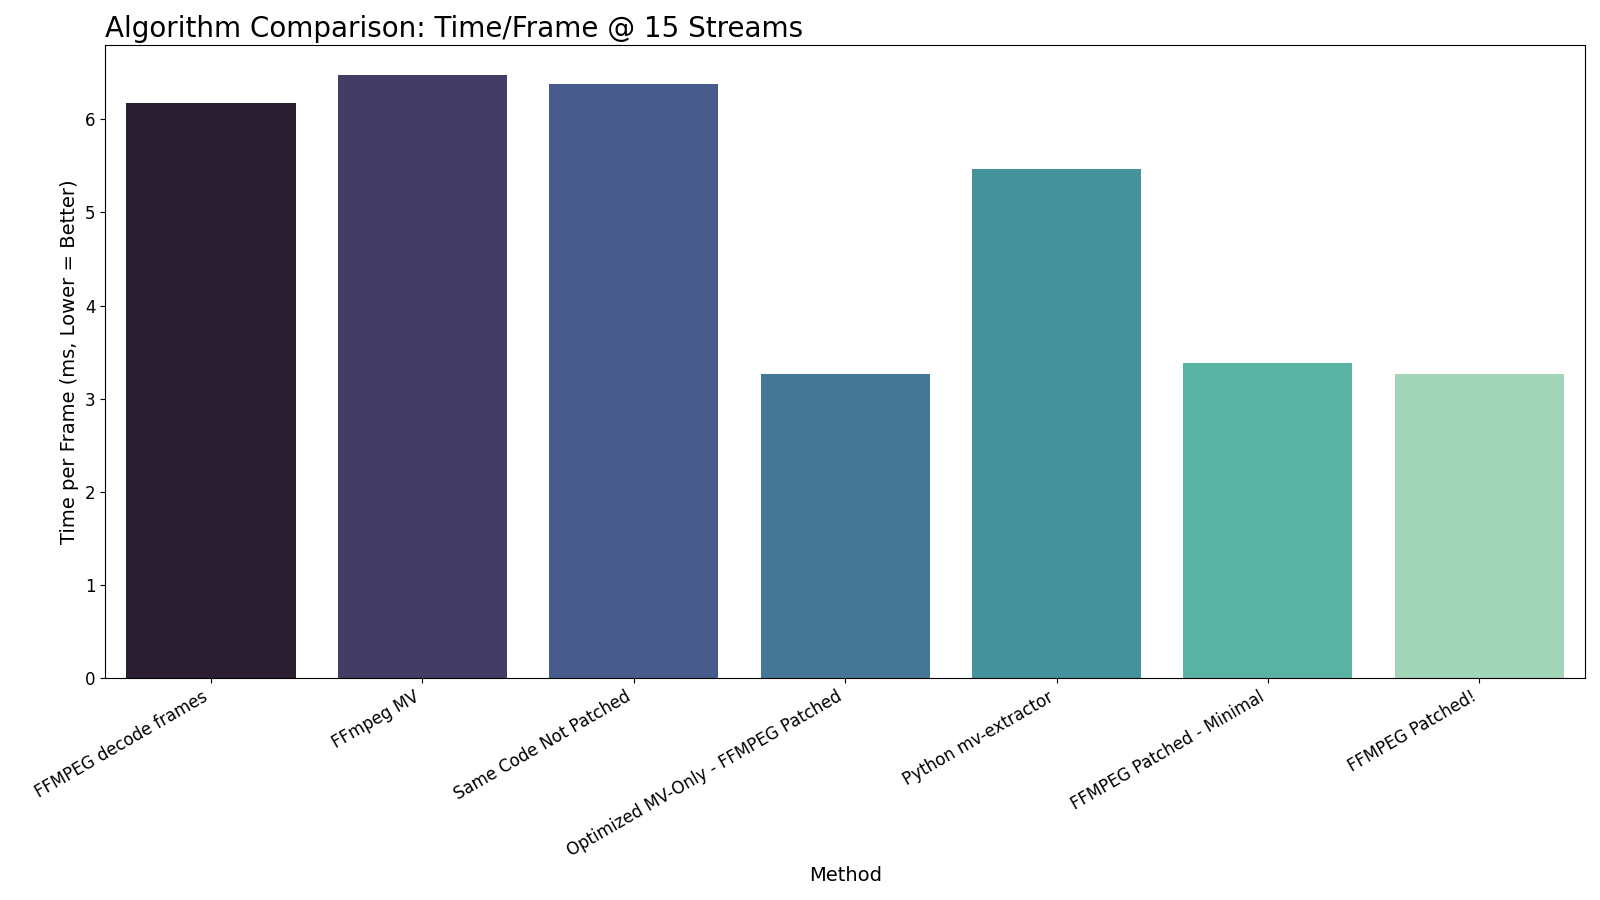 Algorithm Comparison: Time/Frame @ 15 Streams
Time per Frame (ms, Lower = Better)
6
5
4
3
2
1
0
FFMPEG decode frames
FFmpeg MV
Same Code Not Patched
Optimized MV-Only - FFMPEG Patched
Python mv-extractor
FFMPEG Patched - Minimal
FFMPEG Patched!
Method